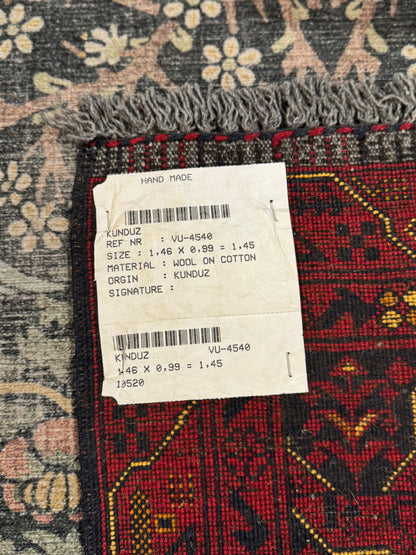 HAND MADE
KUNDUZ
REF NR : VU-4540
SIZE : 1,46 X 0,99 = 1,45
MATERIAL : WOOL ON COTTON
ORGIN : KUNDUZ
SIGNATURE :
KUNDUZ VU-4540
1,46 X 0,99 = 1,45
10520